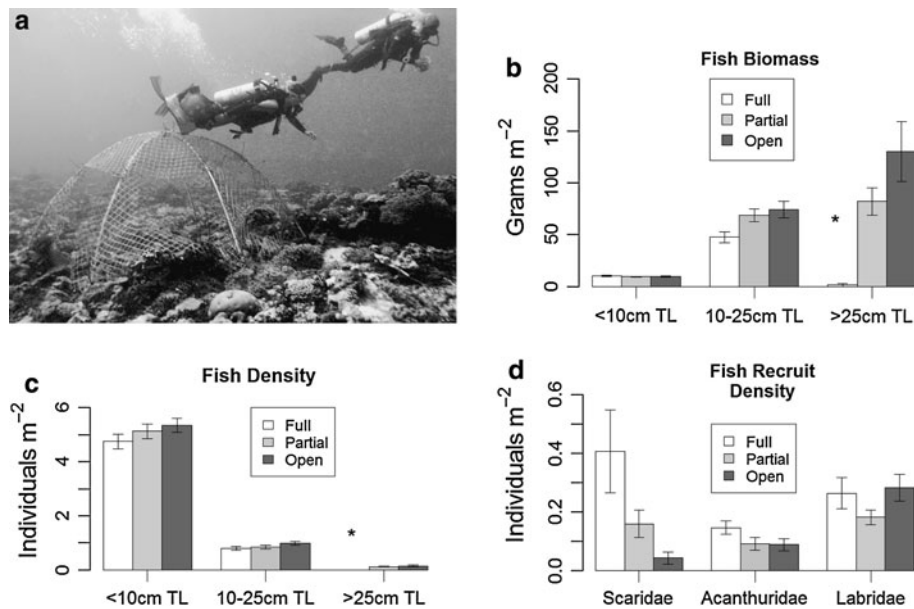 a
b
Fish Biomass
Grams m⁻²
200
150
100
50
0
Full
Partial
Open
*
<10cm TL 10-25cm TL >25cm TL
c
Fish Density
Individuals m⁻²
6
4
2
0
Full
Partial
Open
*
<10cm TL 10-25cm TL >25cm TL
d
Fish Recruit
Density
Individuals m⁻²
0.6
0.4
0.2
0.0
Full
Partial
Open
Scaridae Acanthuridae Labridae